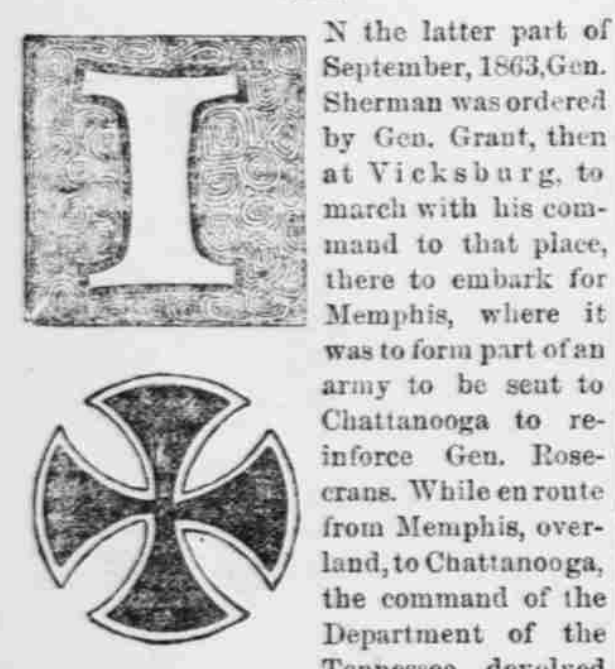 IN the latter part of
September, 1863, Gen.
Sherman was ordered
by Gen. Grant, then
at Vicksburg, to
march with his com-
mand to that place,
there to embark for
Memphis, where it
was to form part of an
army to be sent to
Chattanooga to re-
inforce Gen. Rose-
crans. While en route
from Memphis, over-
land, to Chattanooga,
the command of the
Department of the
Tennessee devolved